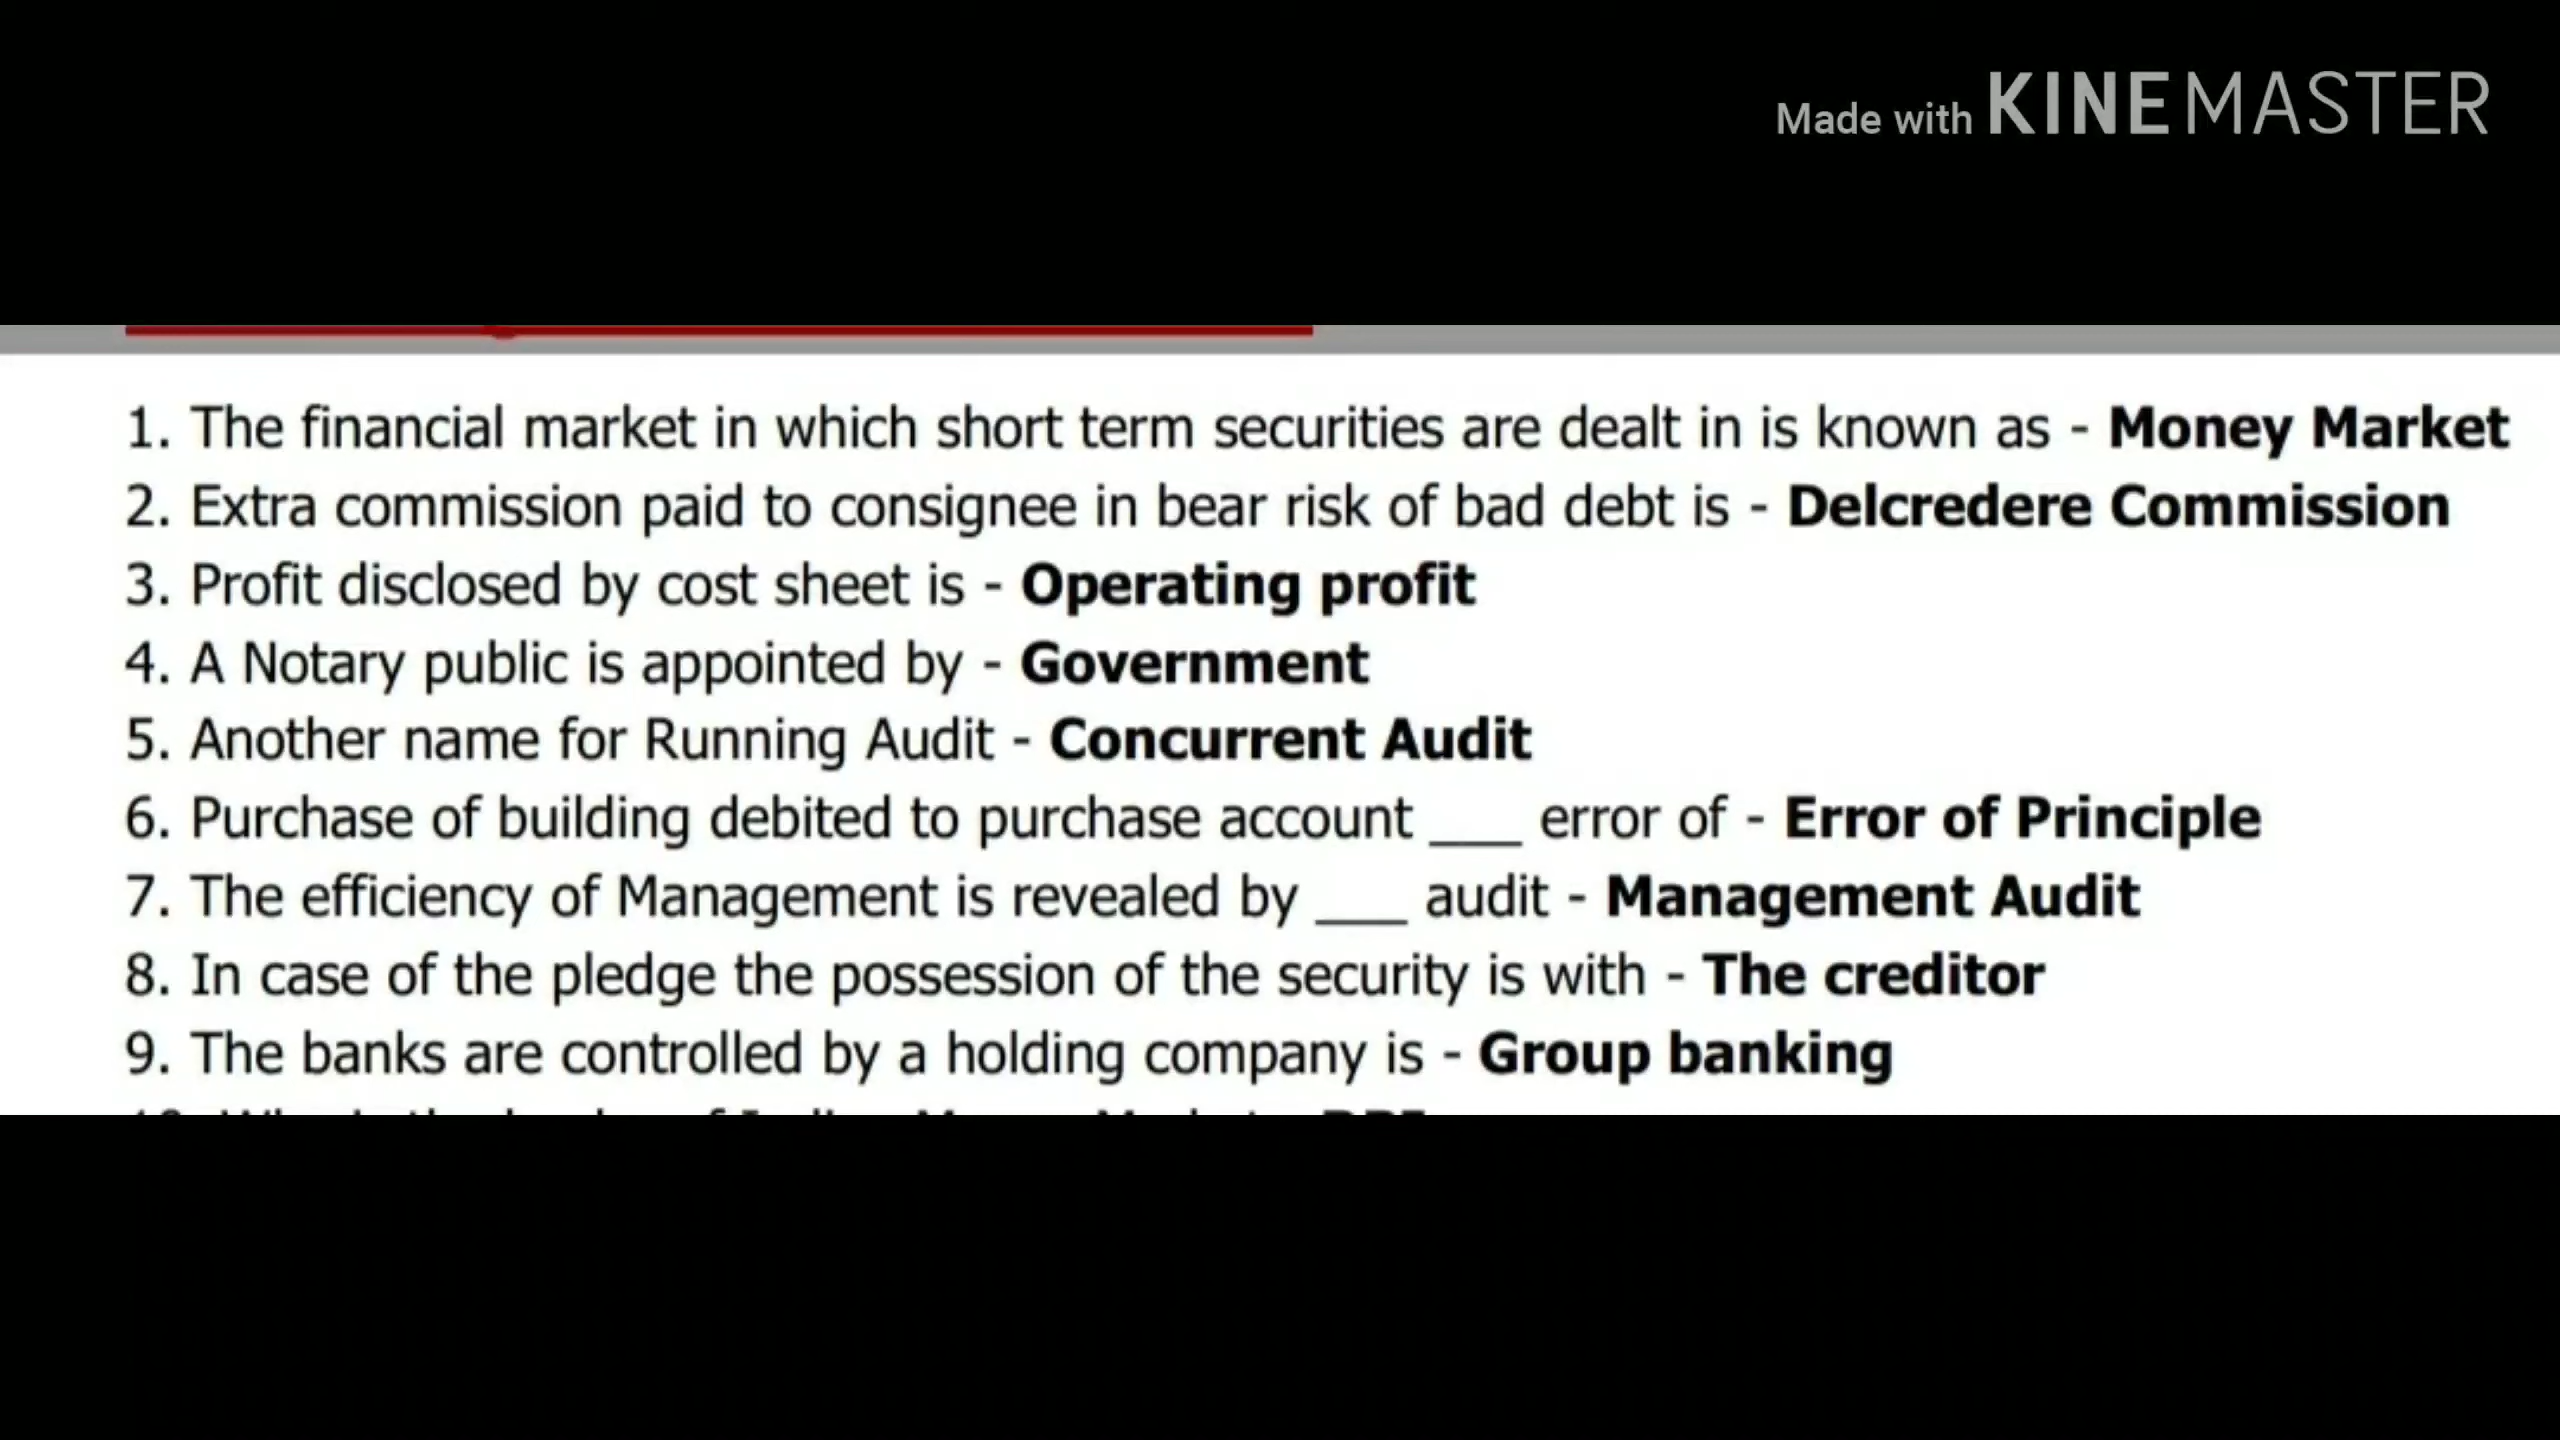 Made with KINEMASTER
1. The financial market in which short term securities are dealt in is known as - Money Market
2. Extra commission paid to consignee in bear risk of bad debt is - Delcredere Commission
3. Profit disclosed by cost sheet is - Operating profit
4. A Notary public is appointed by - Government
5. Another name for Running Audit - Concurrent Audit
6. Purchase of building debited to purchase account ___ error of - Error of Principle
7. The efficiency of Management is revealed by ___ audit - Management Audit
8. In case of the pledge the possession of the security is with - The creditor
9. The banks are controlled by a holding company is - Group banking